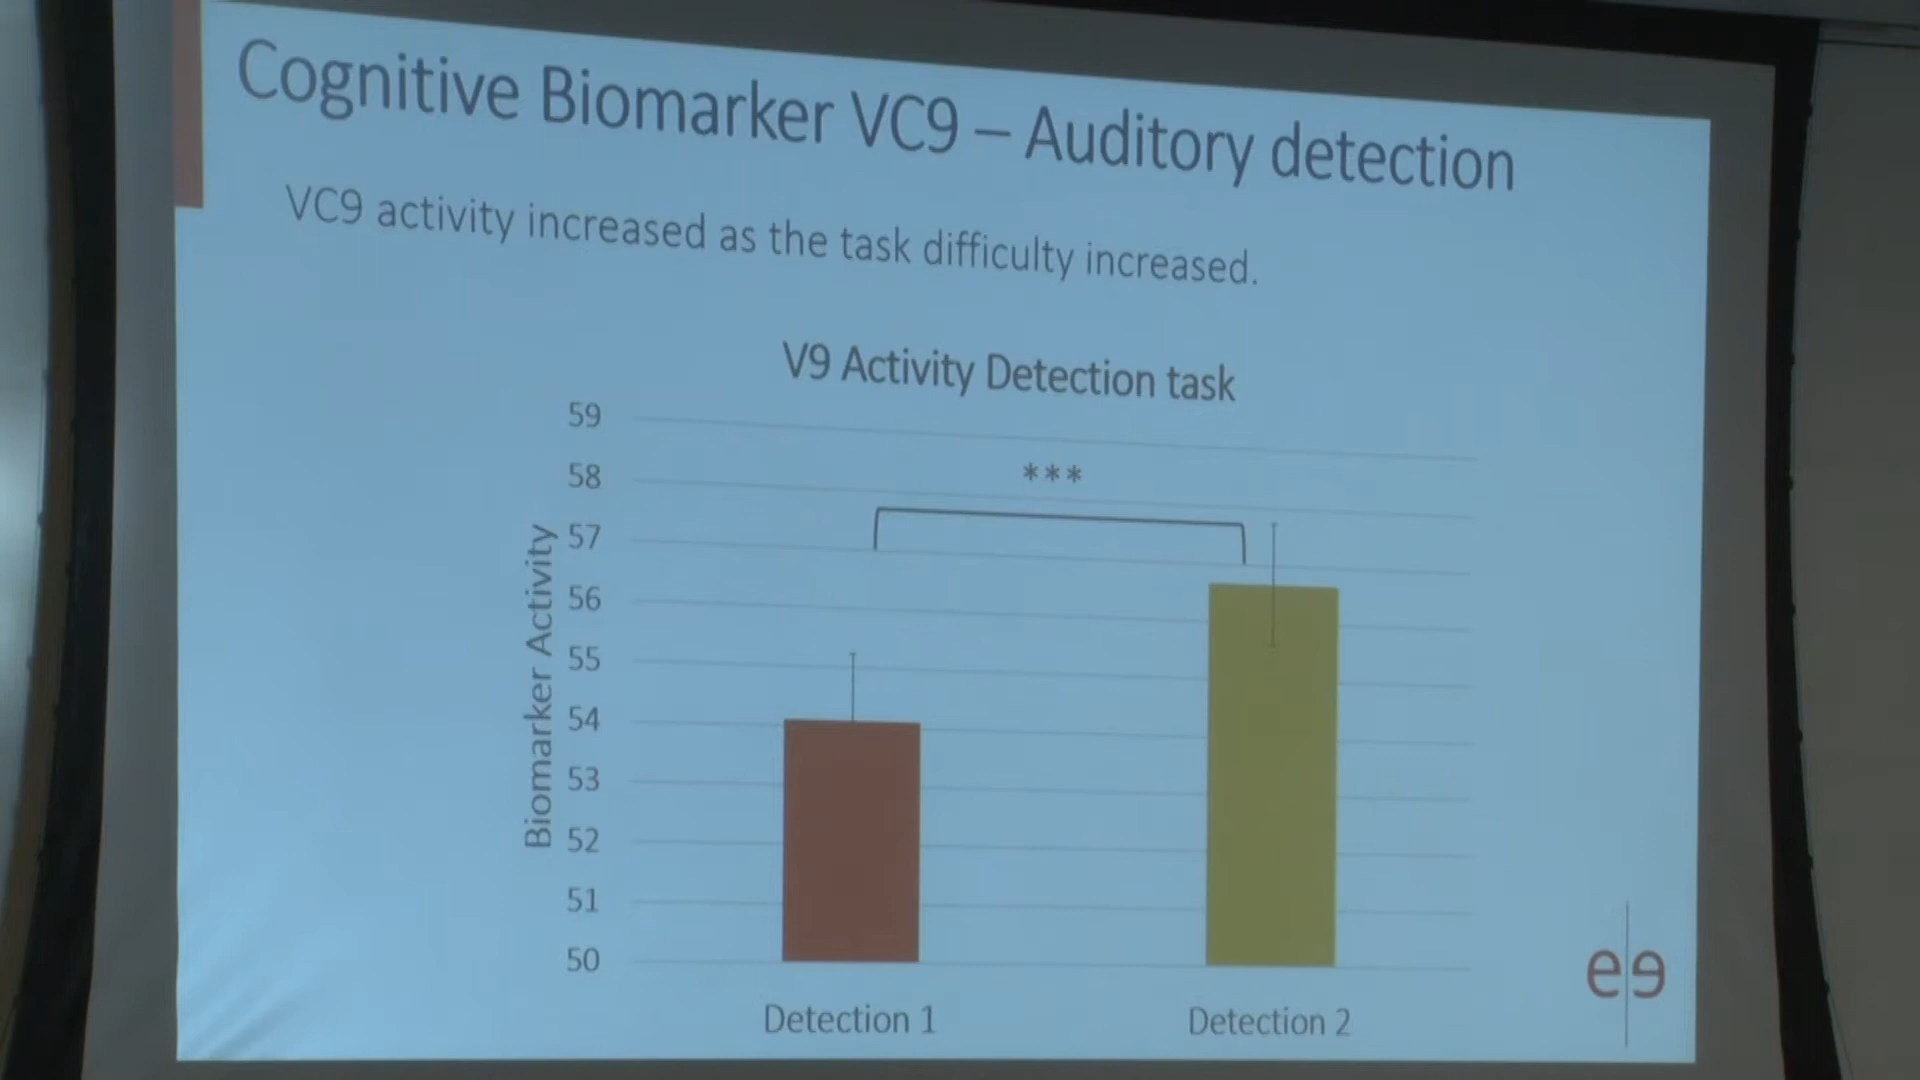 Cognitive Biomarker VC9 – Auditory detection
VC9 activity increased as the task difficulty increased.
V9 Activity Detection task
59
***
58
57
56
55
54
53
52
51
50
Biomarker Activity
Detection 1
Detection 2
e|9